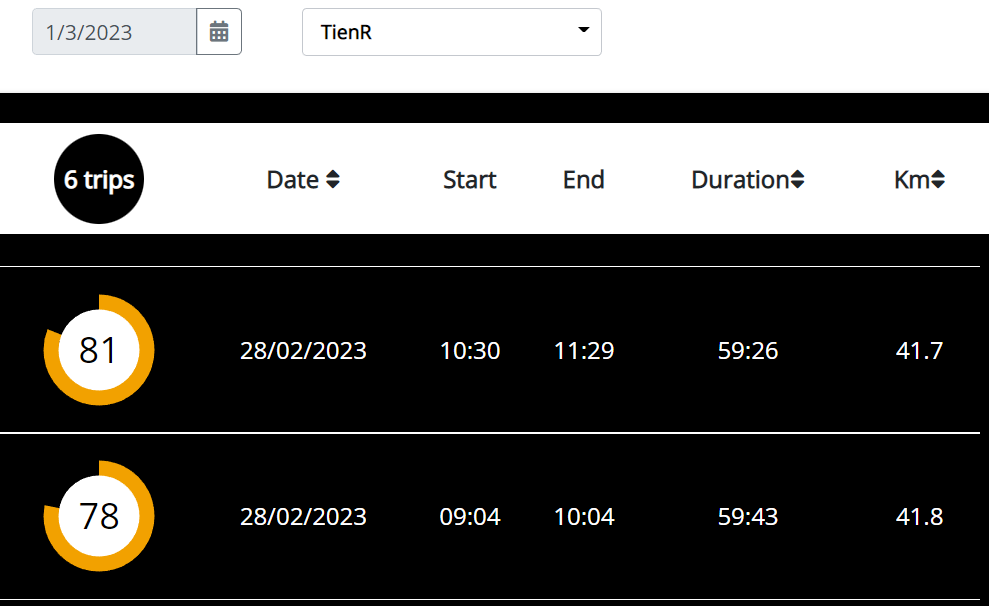 1/3/2023 TienR
6 trips Date Start End Duration Km
81 28/02/2023 10:30 11:29 59:26 41.7
78 28/02/2023 09:04 10:04 59:43 41.8